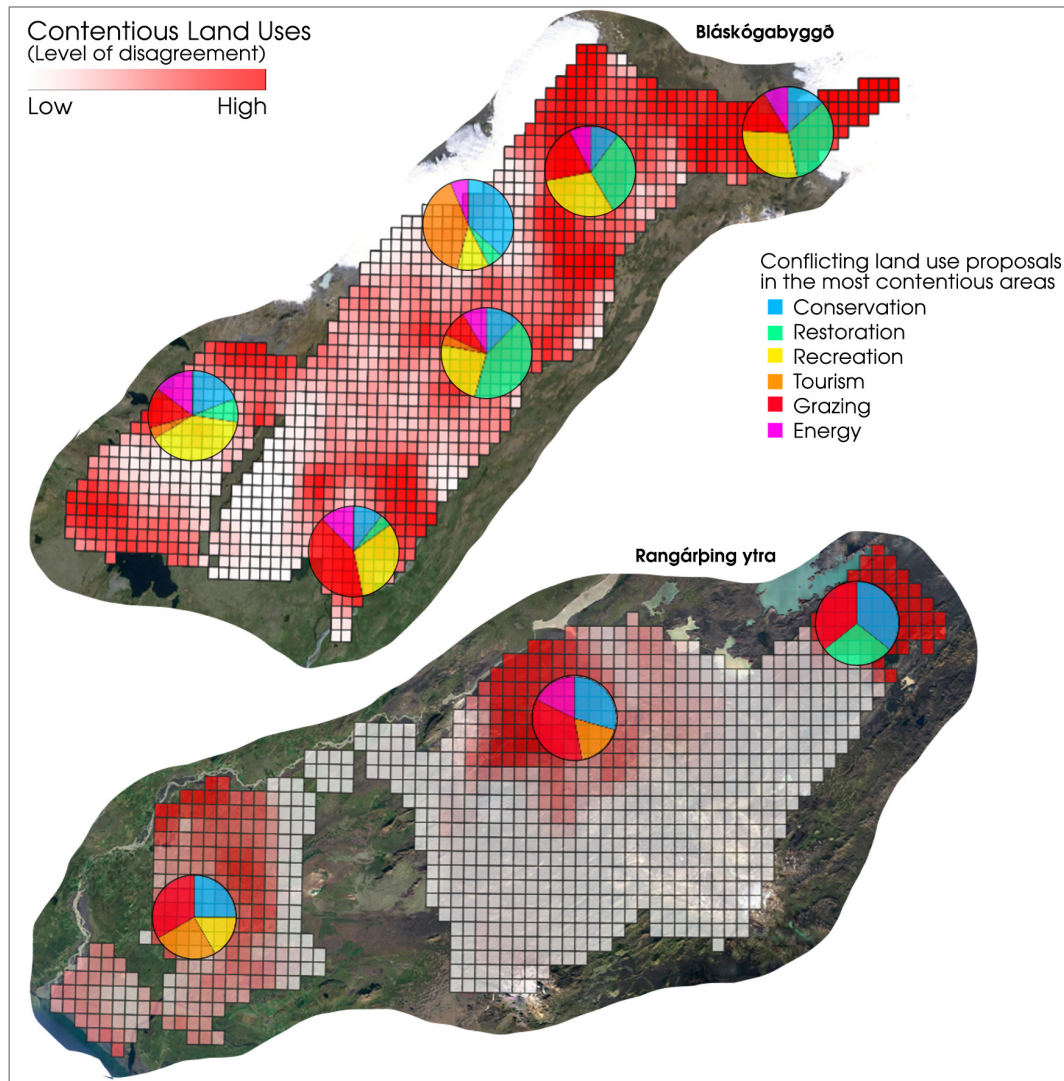 Contentious Land Uses
(Level of disagreement)
Low High
Bláskógabyggð
Conflicting land use proposals
in the most contentious areas
Conservation
Restoration
Recreation
Tourism
Grazing
Energy
Rangárþing ytra